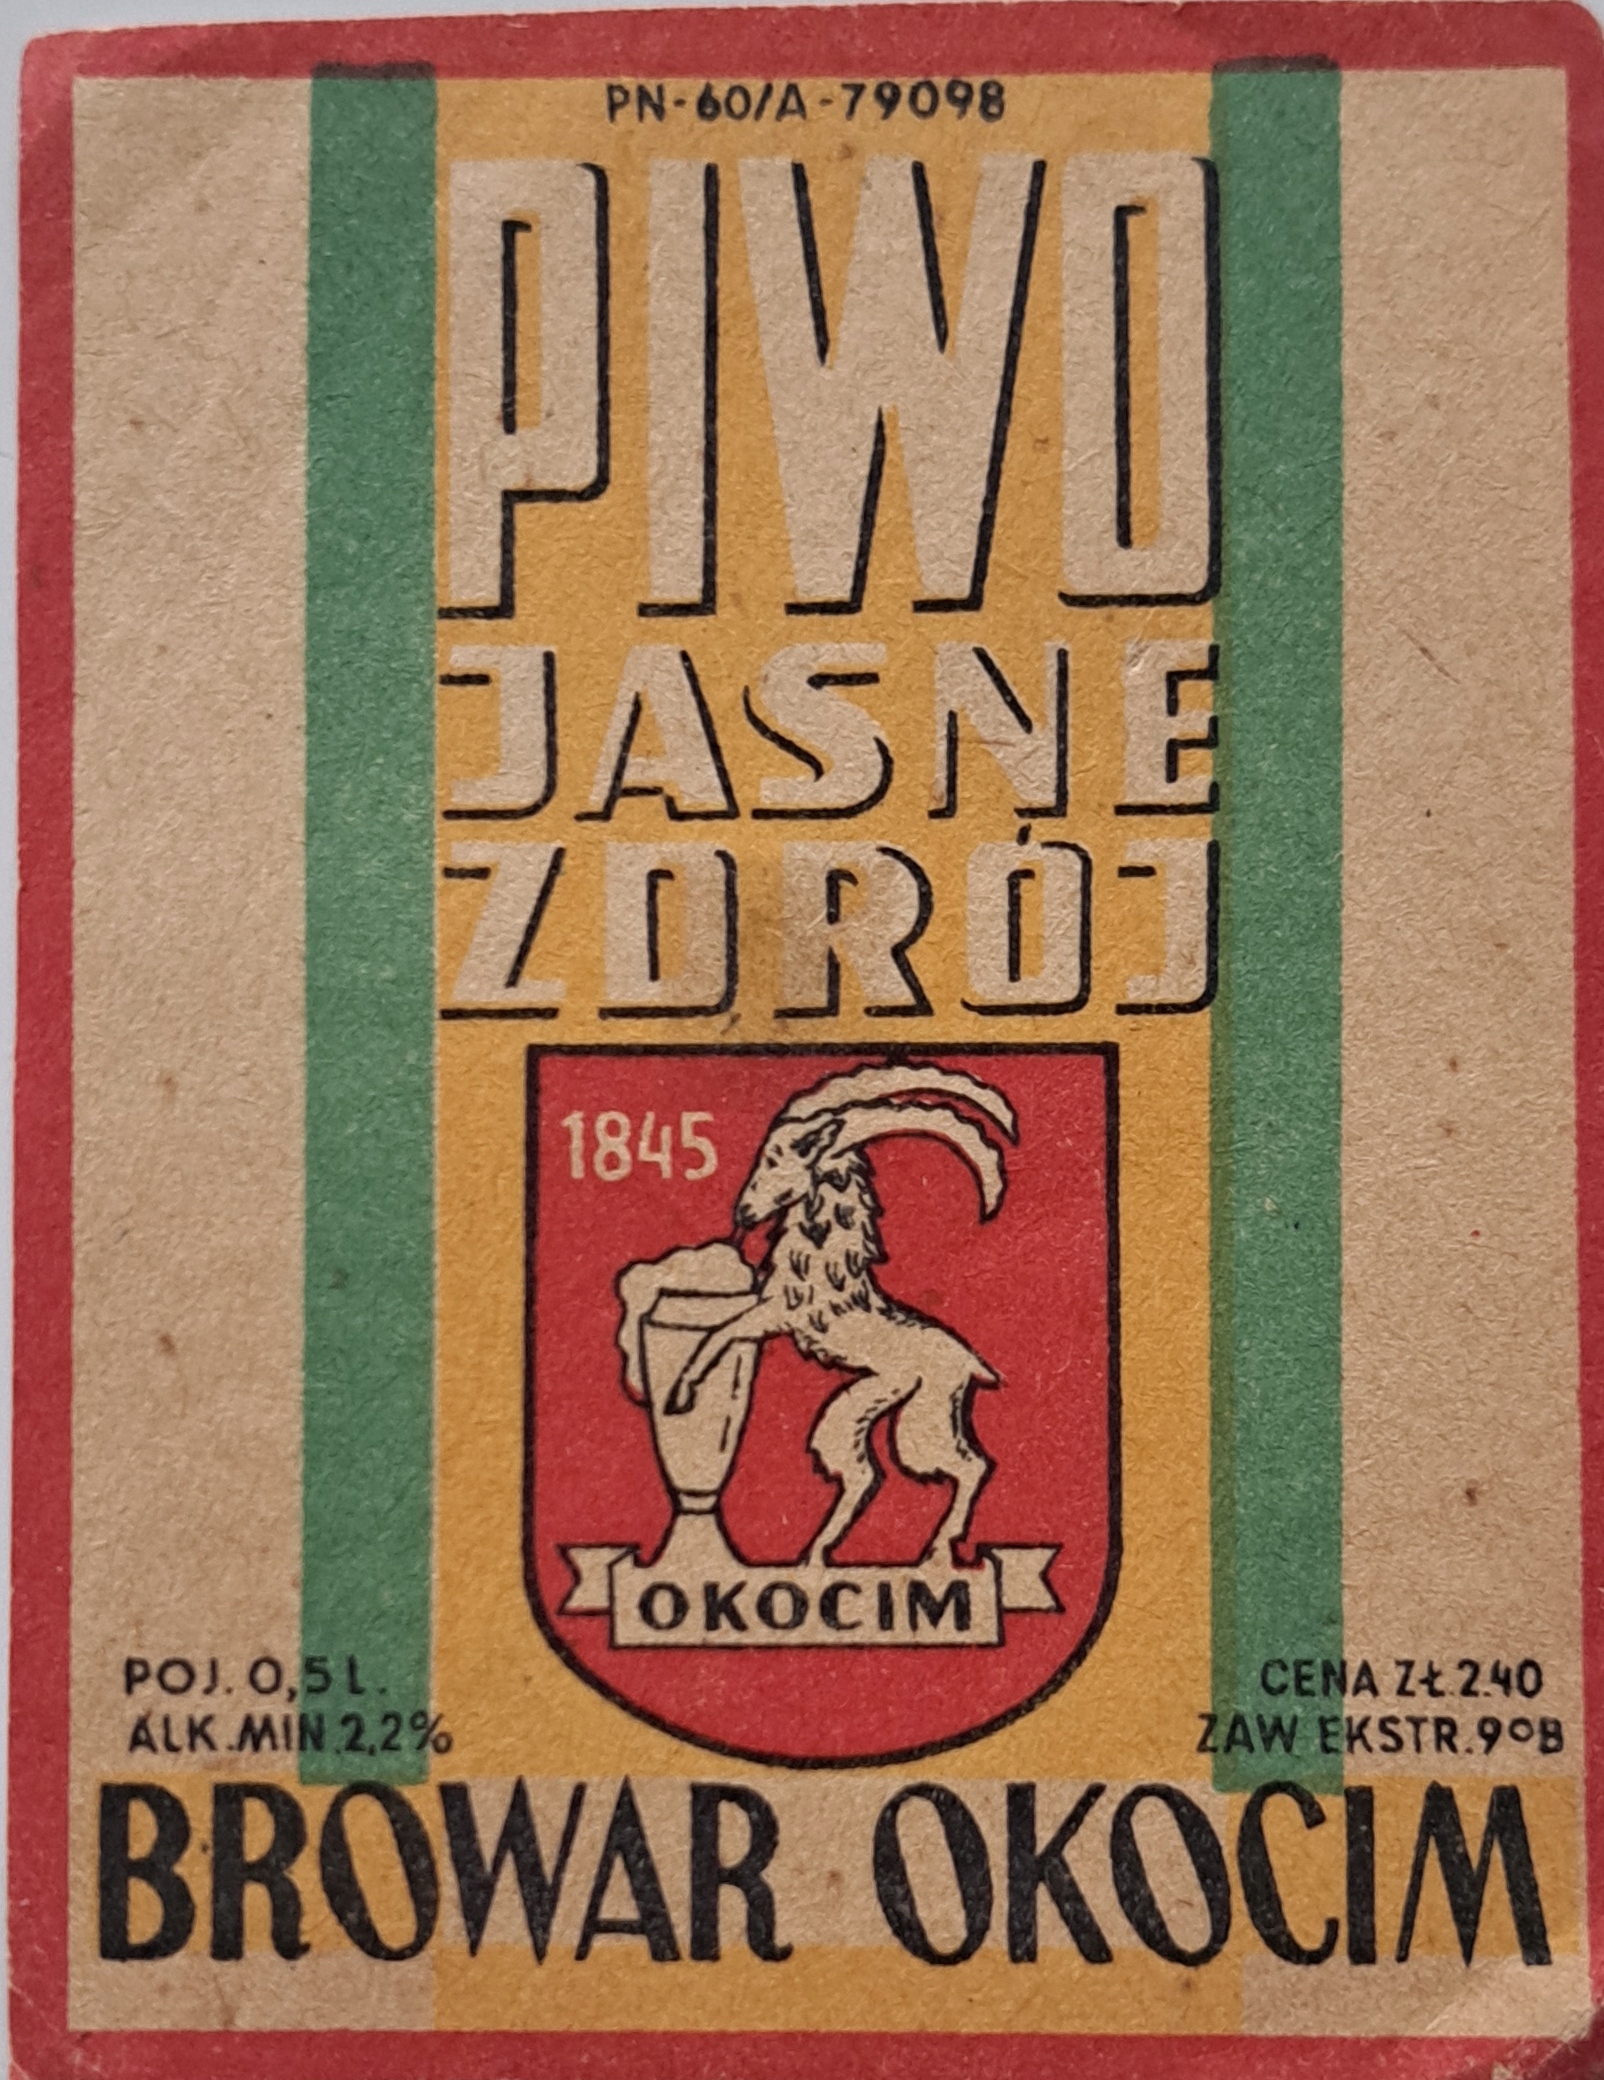 PN-60/A-79098
PIWO
JASNE
ZDRÓJ
1845
OKOCIM
POJ. 0,5 L.
ALK.MIN.2,2%
CENA ZŁ.2.40
ZAW EKSTR.9ºB
BROWAR OKOCIM